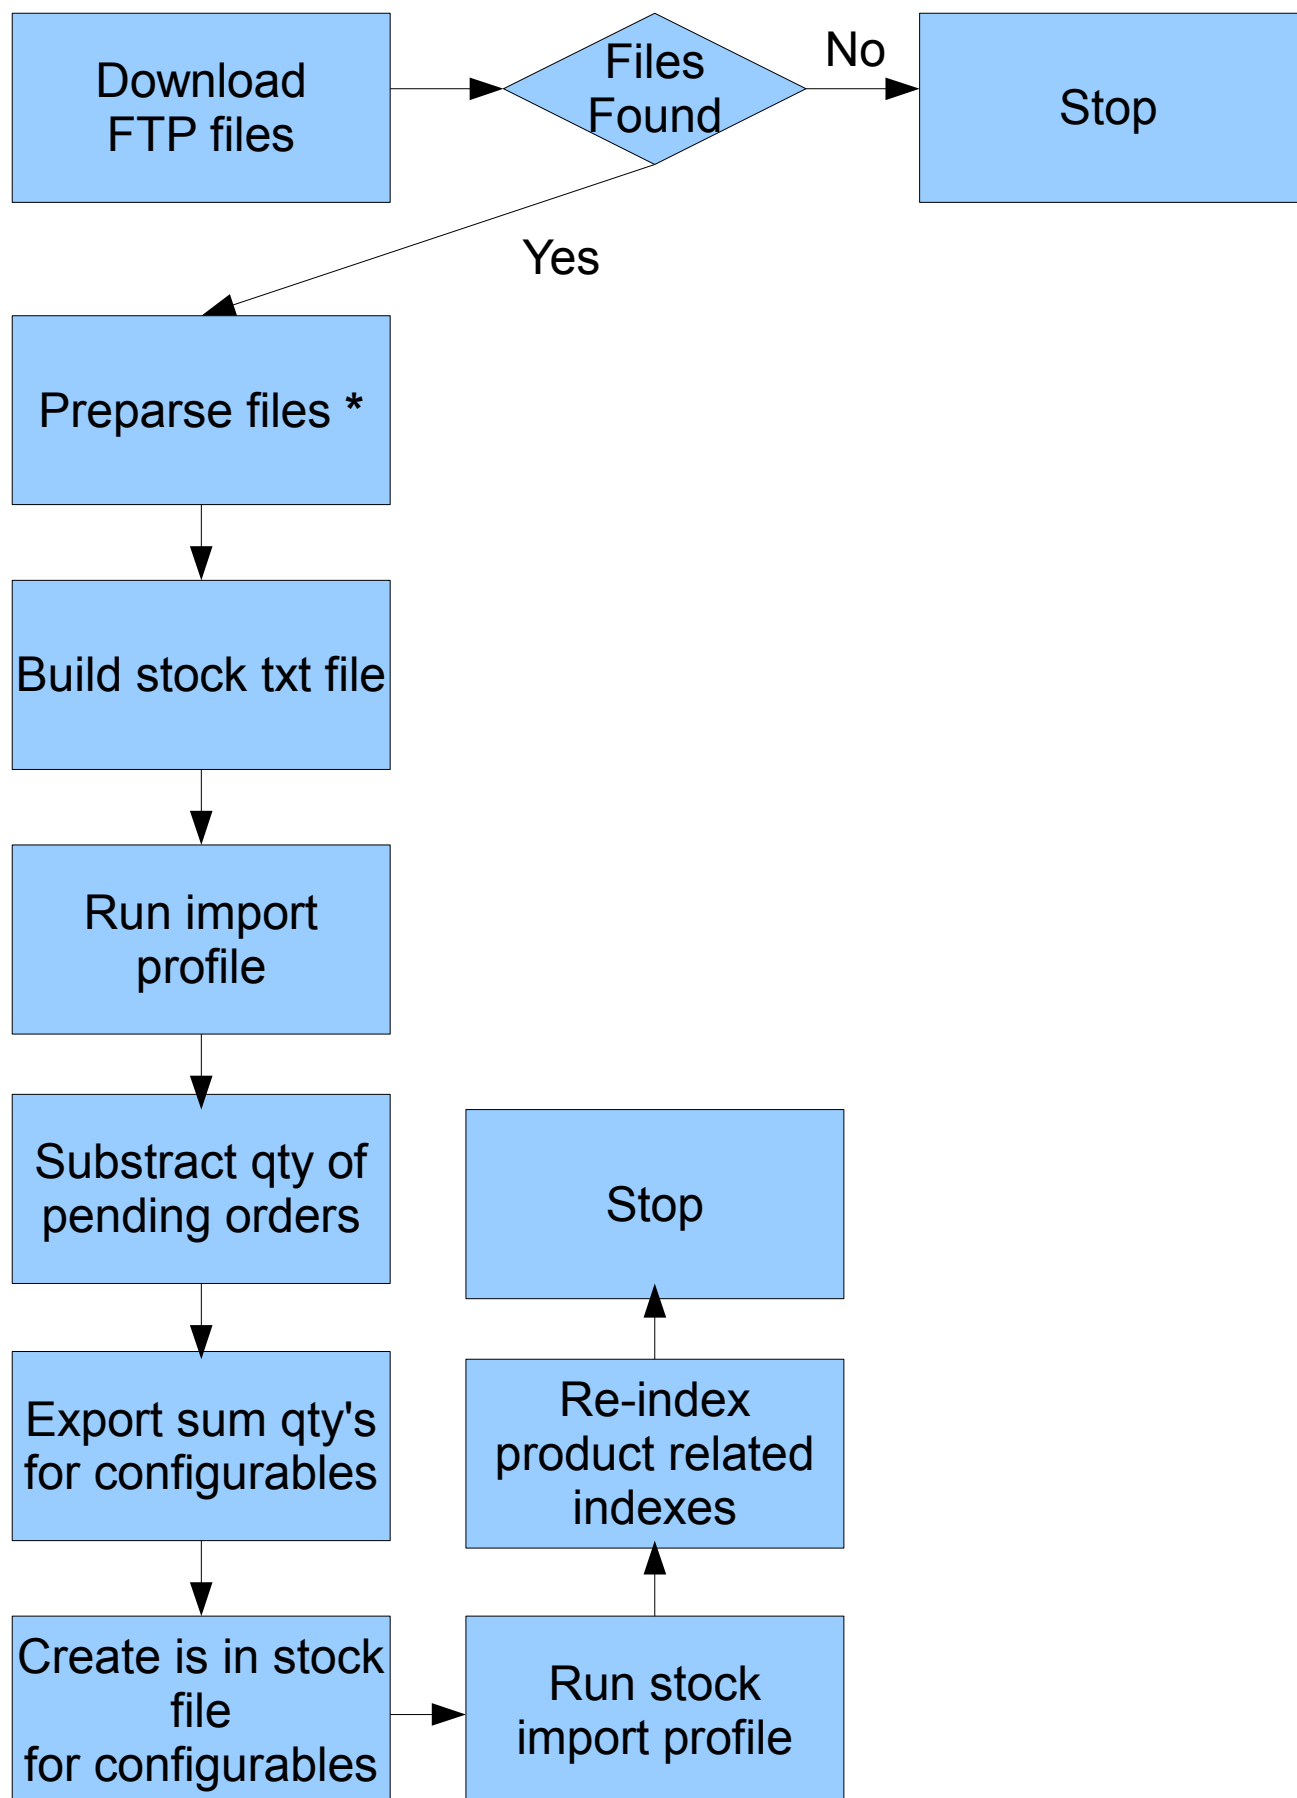 Download
FTP files
Files
Found
No
Stop
Yes
Preparse files *
Build stock txt file
Run import
profile
Substract qty of
pending orders
Export sum qty's
for configurables
Create is in stock
file
for configurables
Run stock
import profile
Re-index
product related
indexes
Stop